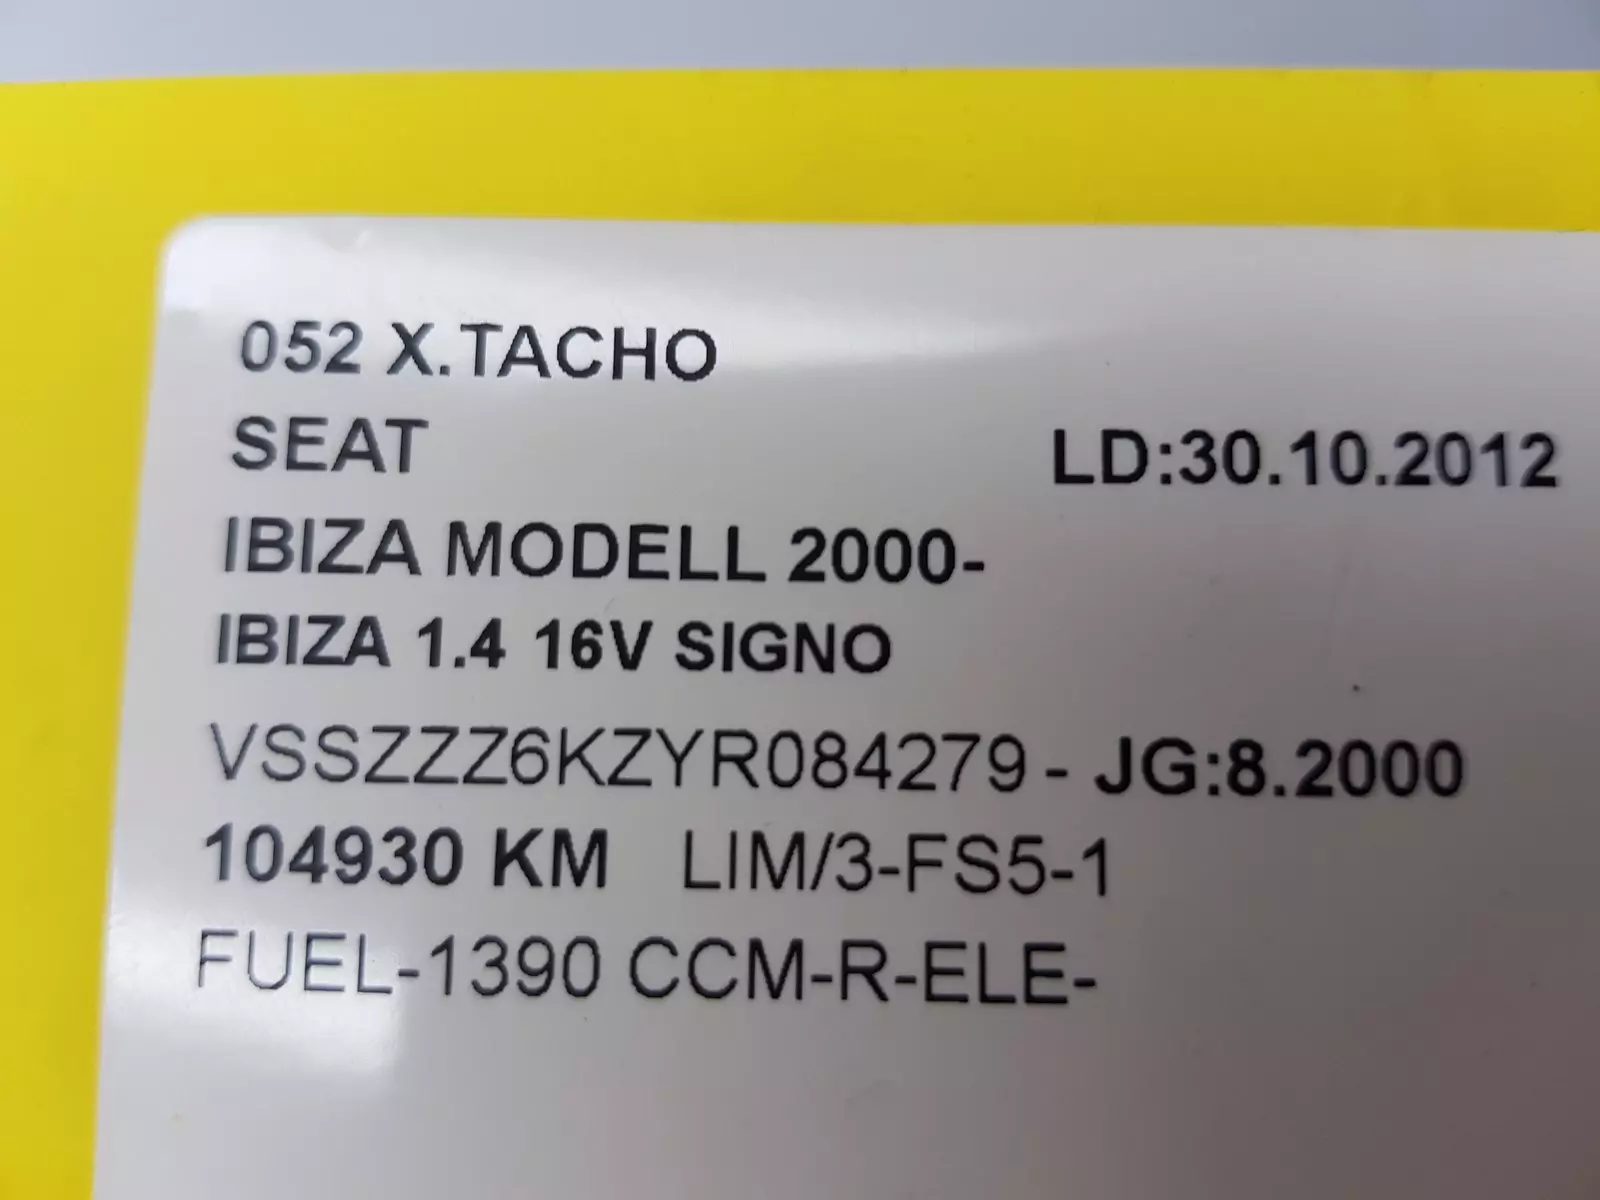 052 X.TACHO
SEAT LD:30.10.2012
IBIZA MODELL 2000-
IBIZA 1.4 16V SIGNO
VSSZZZ6KZYR084279 - JG:8.2000
104930 KM LIM/3-FS5-1
FUEL-1390 CCM-R-ELE-